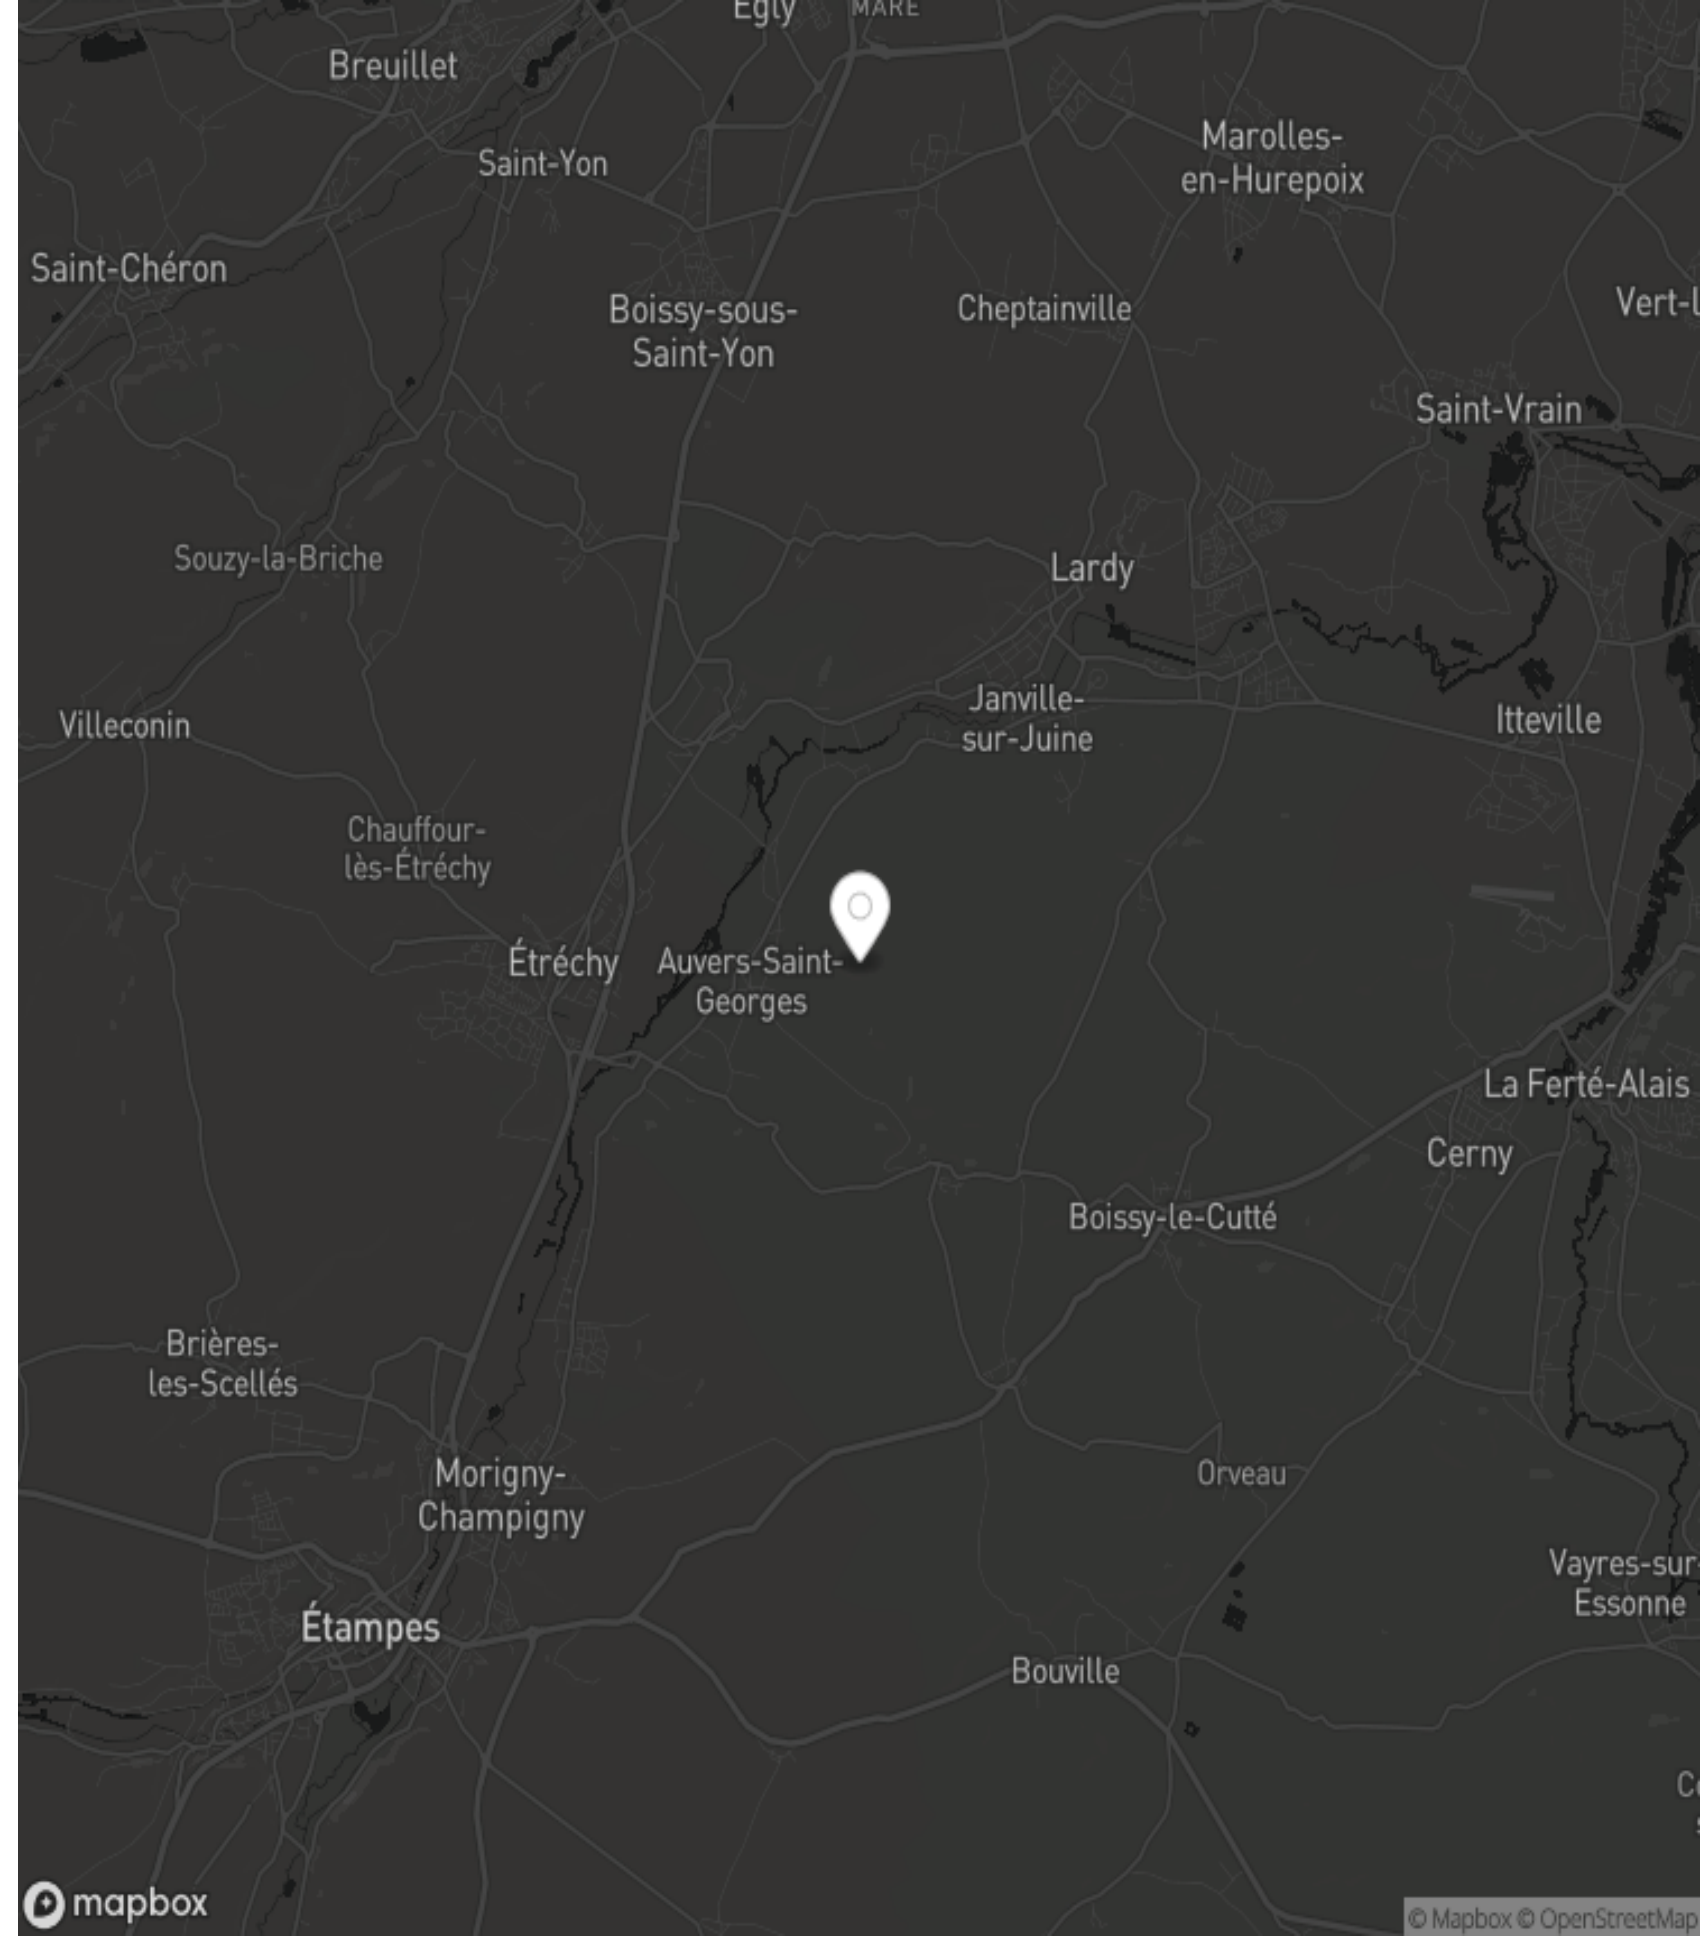 Egly
MARE
Breuillet
Marolles-
en-Hurepoix
Saint-Yon
Saint-Chéron
Boissy-sous-
Saint-Yon
Cheptainville
Vert-l
Saint-Vrain
Souzy-la-Briche
Lardy
Janville-
sur-Juine
Villeconin
Itteville
Chauffour-
lès-Étréchy
Étréchy
Auvers-Saint-
Georges
La Ferté-Alais
Cerny
Boissy-le-Cutté
Brières-
les-Scellés
Morigny-
Champigny
Orveau
Vayres-sur-
Essonne
Étampes
Bouville
mapbox
© Mapbox © OpenStreetMap